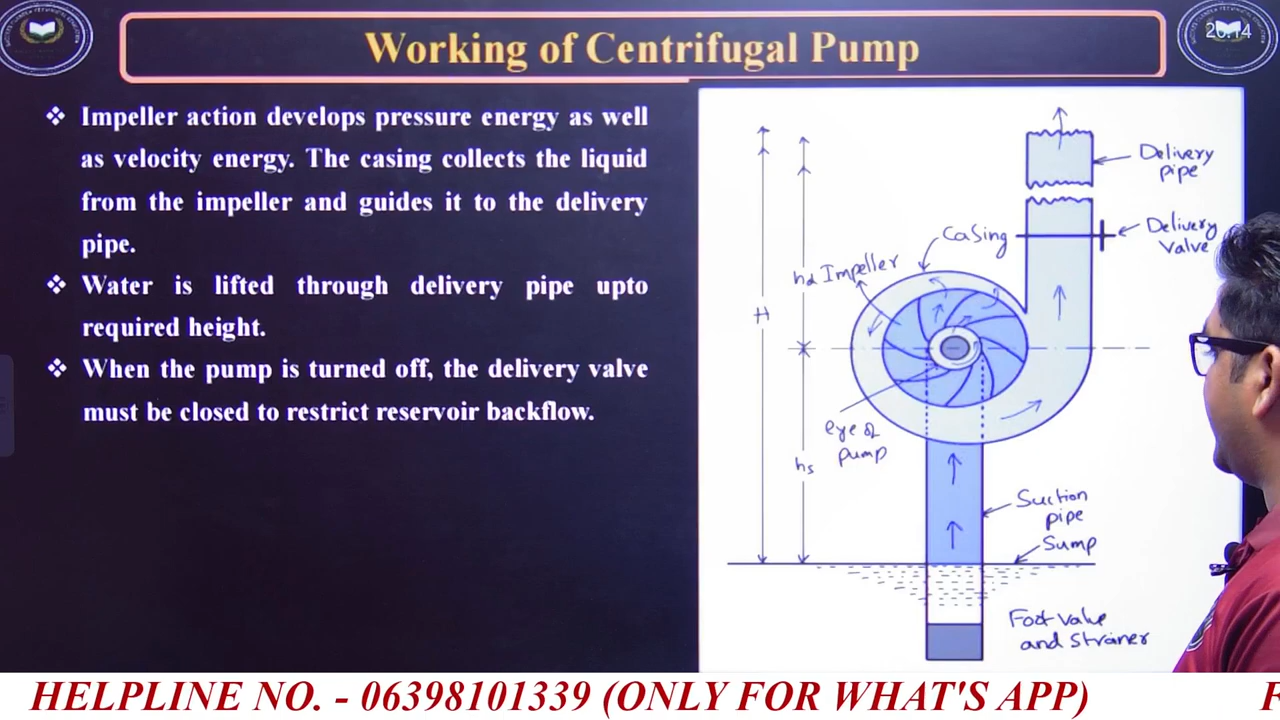 Working of Centrifugal Pump
20:14
❖ Impeller action develops pressure energy as well
as velocity energy. The casing collects the liquid
from the impeller and guides it to the delivery
pipe.
❖ Water is lifted through delivery pipe upto
required height.
❖ When the pump is turned off, the delivery valve
must be closed to restrict reservoir backflow.
Delivery
pipe
Delivery
valve
Casing
hd Impeller
H
eye of
pump
hs
Suction
pipe
Sump
Foot valve
and strainer
HELPLINE NO. - 06398101339 (ONLY FOR WHAT'S APP)